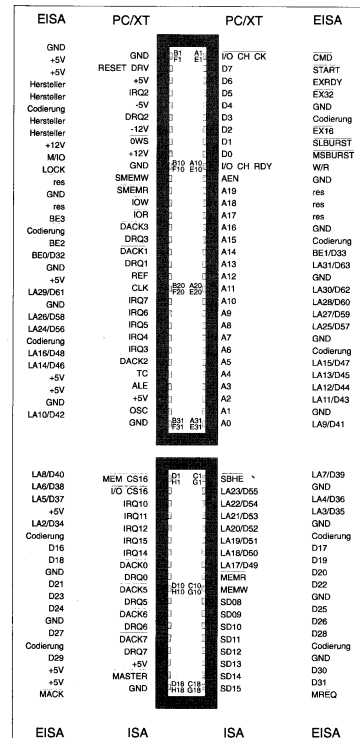 EISA PC/XT PC/XT EISA
GND
+5V
+5V
Hersteller
Hersteller
Codierung
Hersteller
Hersteller
+12V
M/IO
LOCK
res
GND
res
BE3
Codierung
BE2
BE0/D32
GND
+5V
LA29/D61
GND
LA26/D58
LA24/D56
Codierung
LA16/D48
LA14/D46
+5V
+5V
GND
LA10/D42
GND
RESET DRV
+5V
IRQ2
-5V
DRQ2
-12V
0WS
+12V
GND
SMEMW
SMEMR
IOW
IOR
DACK3
DRQ3
DACK1
DRQ1
REF
CLK
IRQ7
IRQ6
IRQ5
IRQ4
IRQ3
DACK2
TC
ALE
+5V
OSC
GND
B1 A1
F1 E1
B10 A10
F10 E10
B20 A20
F20 E20
B31 A31
F31 E31
I/O CH CK
D7
D6
D5
D4
D3
D2
D1
D0
I/O CH RDY
AEN
A19
A18
A17
A16
A15
A14
A13
A12
A11
A10
A9
A8
A7
A6
A5
A4
A3
A2
A1
A0
CMD
START
EXRDY
EX32
GND
Codierung
EX16
SLBURST
MSBURST
W/R
GND
res
res
res
GND
Codierung
BE1/D33
LA31/D63
GND
LA30/D62
LA28/D60
LA27/D59
LA25/D57
GND
Codierung
LA15/D47
LA13/D45
LA12/D44
LA11/D43
GND
LA9/D41
LA8/D40
LA6/D38
LA5/D37
+5V
LA2/D34
Codierung
D16
D18
GND
D21
D23
D24
GND
D27
Codierung
D29
+5V
+5V
MACK
MEM CS16
I/O CS16
IRQ10
IRQ11
IRQ12
IRQ15
IRQ14
DACK0
DRQ0
DACK5
DRQ5
DACK6
DRQ6
DACK7
DRQ7
+5V
MASTER
GND
D1 C1
H1 G1
D10 C10
H10 G10
D18 C18
H18 G18
SBHE
LA23/D55
LA22/D54
LA21/D53
LA20/D52
LA19/D51
LA18/D50
LA17/D49
MEMR
MEMW
SD08
SD09
SD10
SD11
SD12
SD13
SD14
SD15
LA7/D39
GND
LA4/D36
LA3/D35
GND
Codierung
D17
D19
D20
D22
GND
D25
D26
D28
Codierung
GND
D30
D31
MREQ
EISA ISA ISA EISA